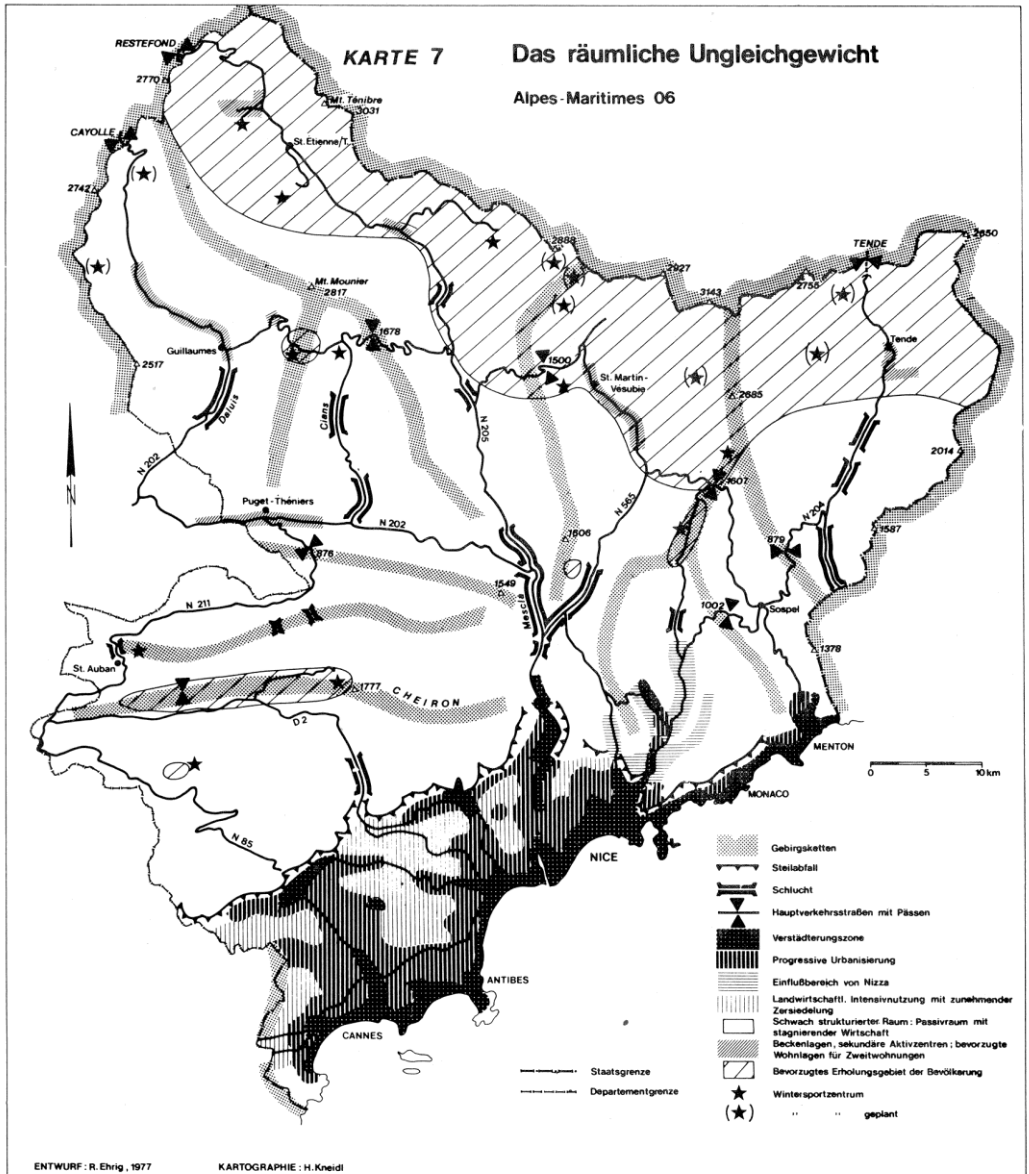 KARTE 7
Das räumliche Ungleichgewicht
Alpes-Maritimes 06
RESTEFOND
2770
Mt. Ténibre
3031
CAYOLLE
St. Etienne/T.
2742
2888
TENDE
2650
2927
2755
3143
Mt. Mounier
2817
1678
Guillaumes
2517
1500
Tende
St. Martin-
Vésubie
2685
Daluis
Cians
N 205
N 202
2014
1607
N 565
N 204
Puget-Théniers
N 202
1606
1587
879
876
1549
Mescla
N 211
1002
Sospel
St. Auban
1378
1777
CHEIRON
D 2
MENTON
0 5 10 km
MONACO
N 85
NICE
ANTIBES
CANNES
Gebirgsketten
Steilabfall
Schlucht
Hauptverkehrsstraßen mit Pässen
Verstädterungszone
Progressive Urbanisierung
Einflußbereich von Nizza
Landwirtschaftl. Intensivnutzung mit zunehmender
Zersiedelung
Schwach strukturierter Raum: Passivraum mit
stagnierender Wirtschaft
Beckenlagen, sekundäre Aktivzentren; bevorzugte
Wohnlagen für Zweitwohnungen
Bevorzugtes Erholungsgebiet der Bevölkerung
Wintersportzentrum
" " geplant
Staatsgrenze
Departementgrenze
N
ENTWURF: R. Ehrig, 1977
KARTOGRAPHIE: H. Kneidl